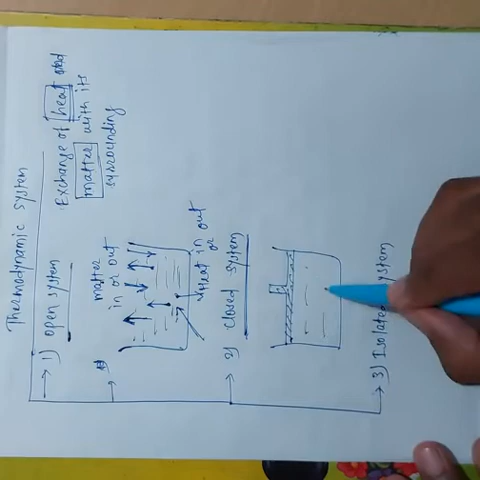 Thermodynamic system
1) open system
Exchange of heat and
matter with its
surrounding
matter
in or out
heat in out
or
2) closed system
3) Isolated system